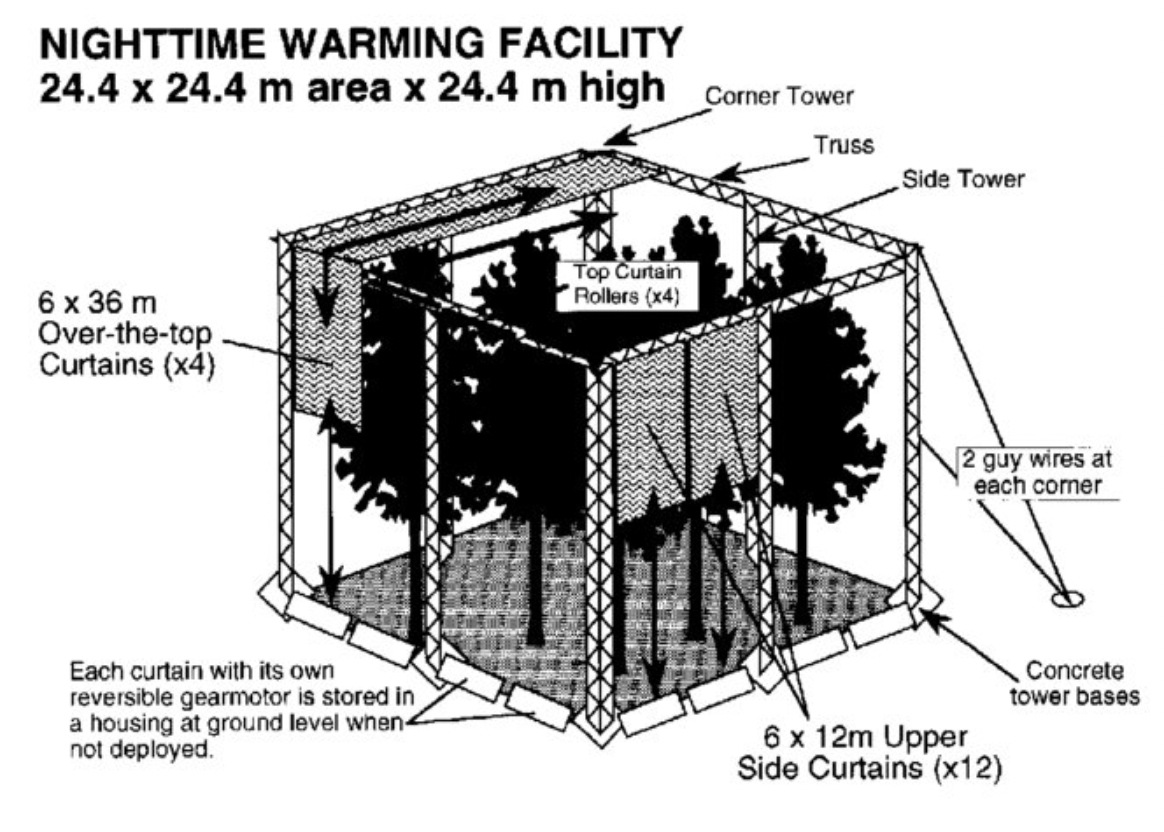 NIGHTTIME WARMING FACILITY
24.4 x 24.4 m area x 24.4 m high
Corner Tower
Truss
Side Tower
Top Curtain
Rollers (x4)
6 x 36 m
Over-the-top
Curtains (x4)
2 guy wires at
each corner
Each curtain with its own
reversible gearmotor is stored in
a housing at ground level when
not deployed.
Concrete
tower bases
6 x 12m Upper
Side Curtains (x12)